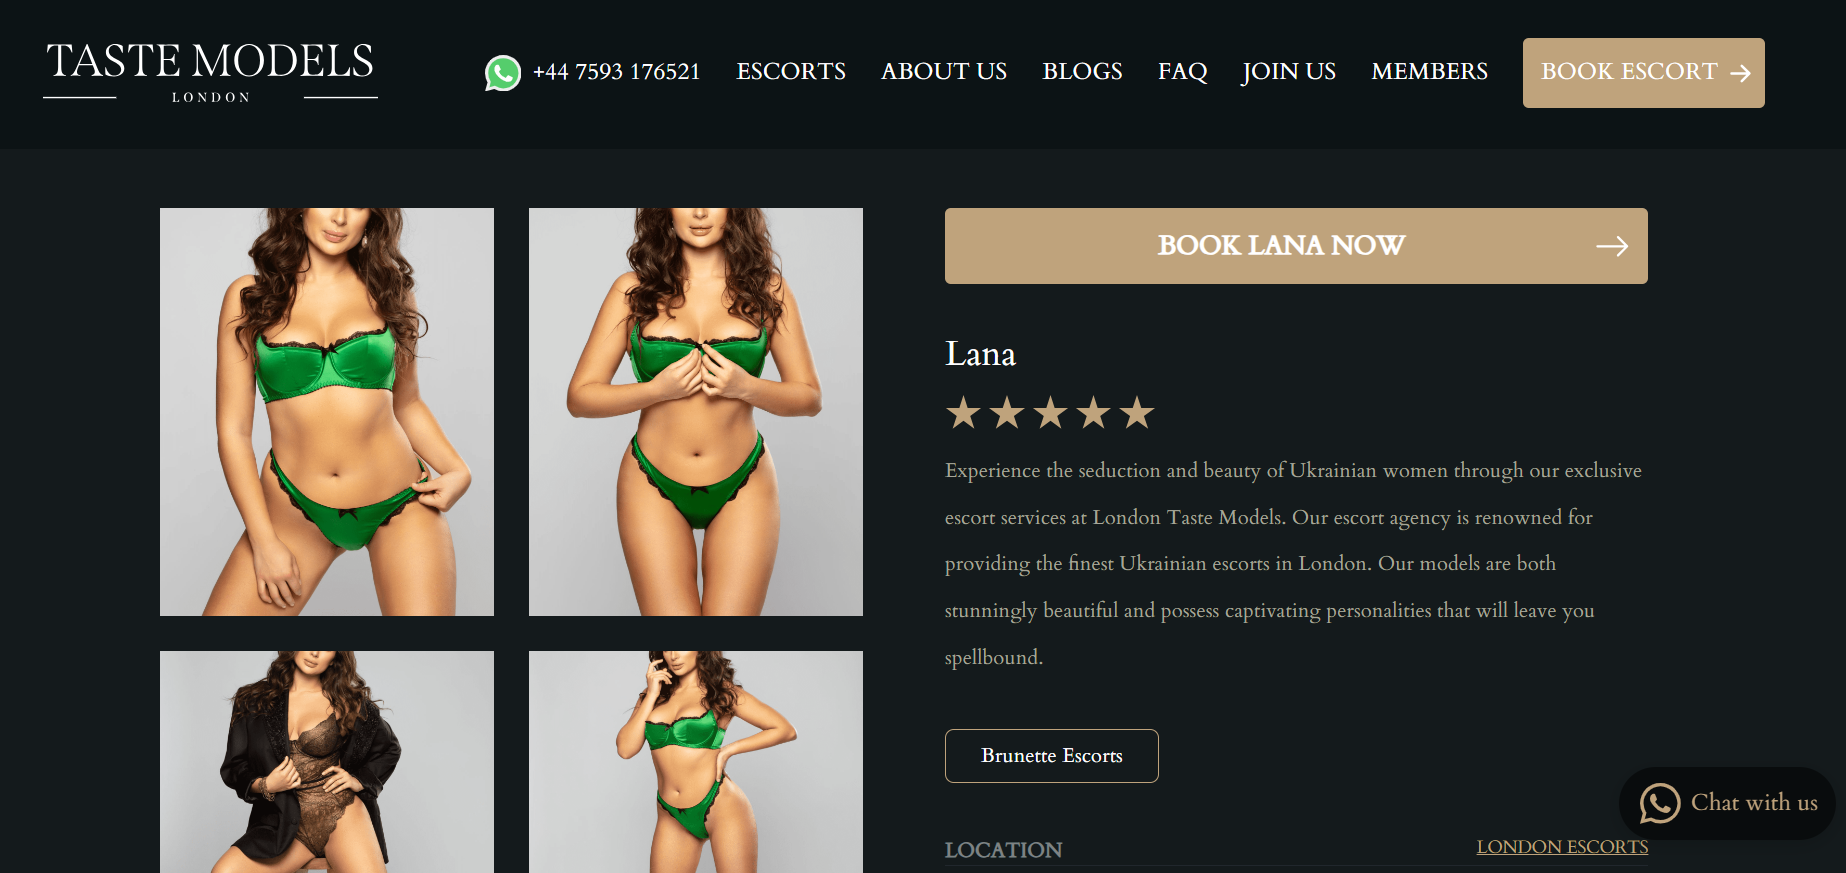 TASTE MODELS
LONDON
+44 7593 176521
ESCORTS
ABOUT US
BLOGS
FAQ
JOIN US
MEMBERS
BOOK ESCORT
BOOK LANA NOW
Lana
Experience the seduction and beauty of Ukrainian women through our exclusive
escort services at London Taste Models. Our escort agency is renowned for
providing the finest Ukrainian escorts in London. Our models are both
stunningly beautiful and possess captivating personalities that will leave you
spellbound.
Brunette Escorts
Chat with us
LOCATION
LONDON ESCORTS